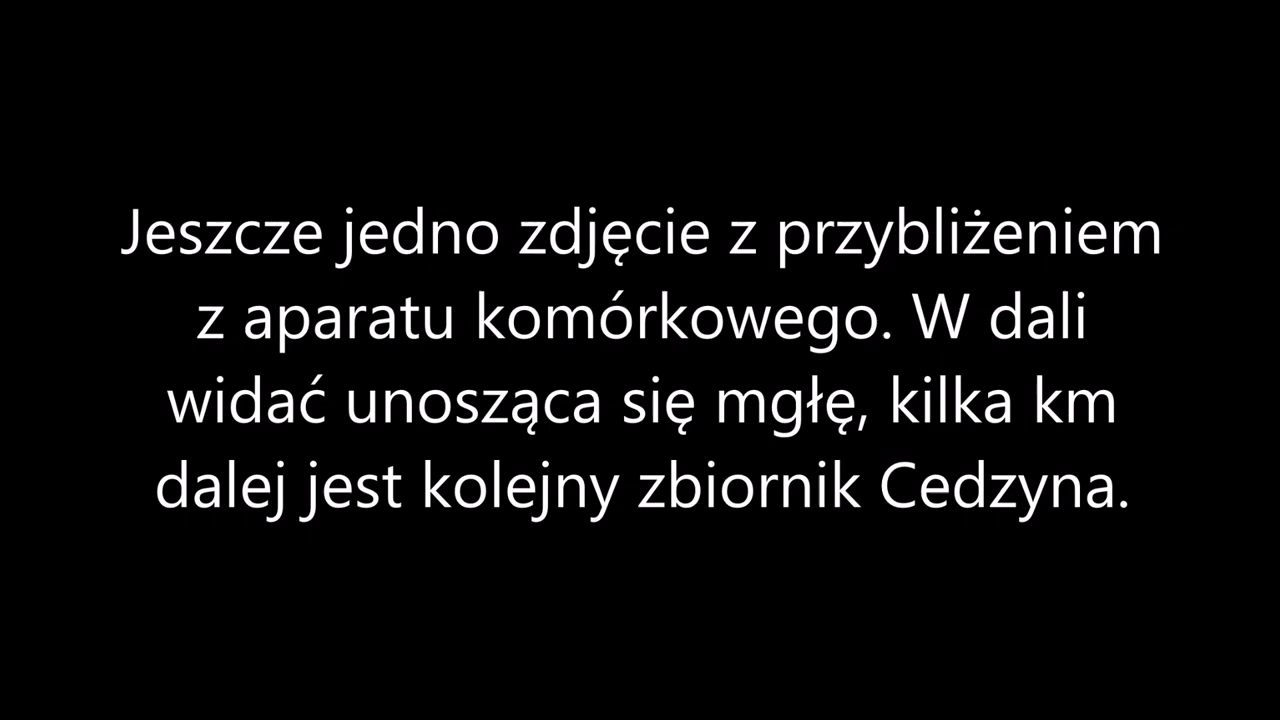 Jeszcze jedno zdjęcie z przybliżeniem
z aparatu komórkowego. W dali
widać unosząca się mgłę, kilka km
dalej jest kolejny zbiornik Cedzyna.